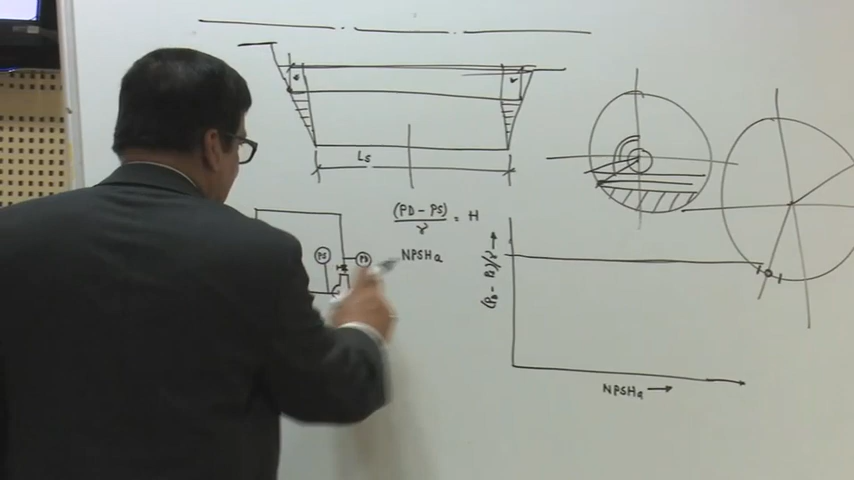 Ls
(PD - PS) = H
γ
NPSHa
PS
PD
(PD - PS)/γ
NPSHa